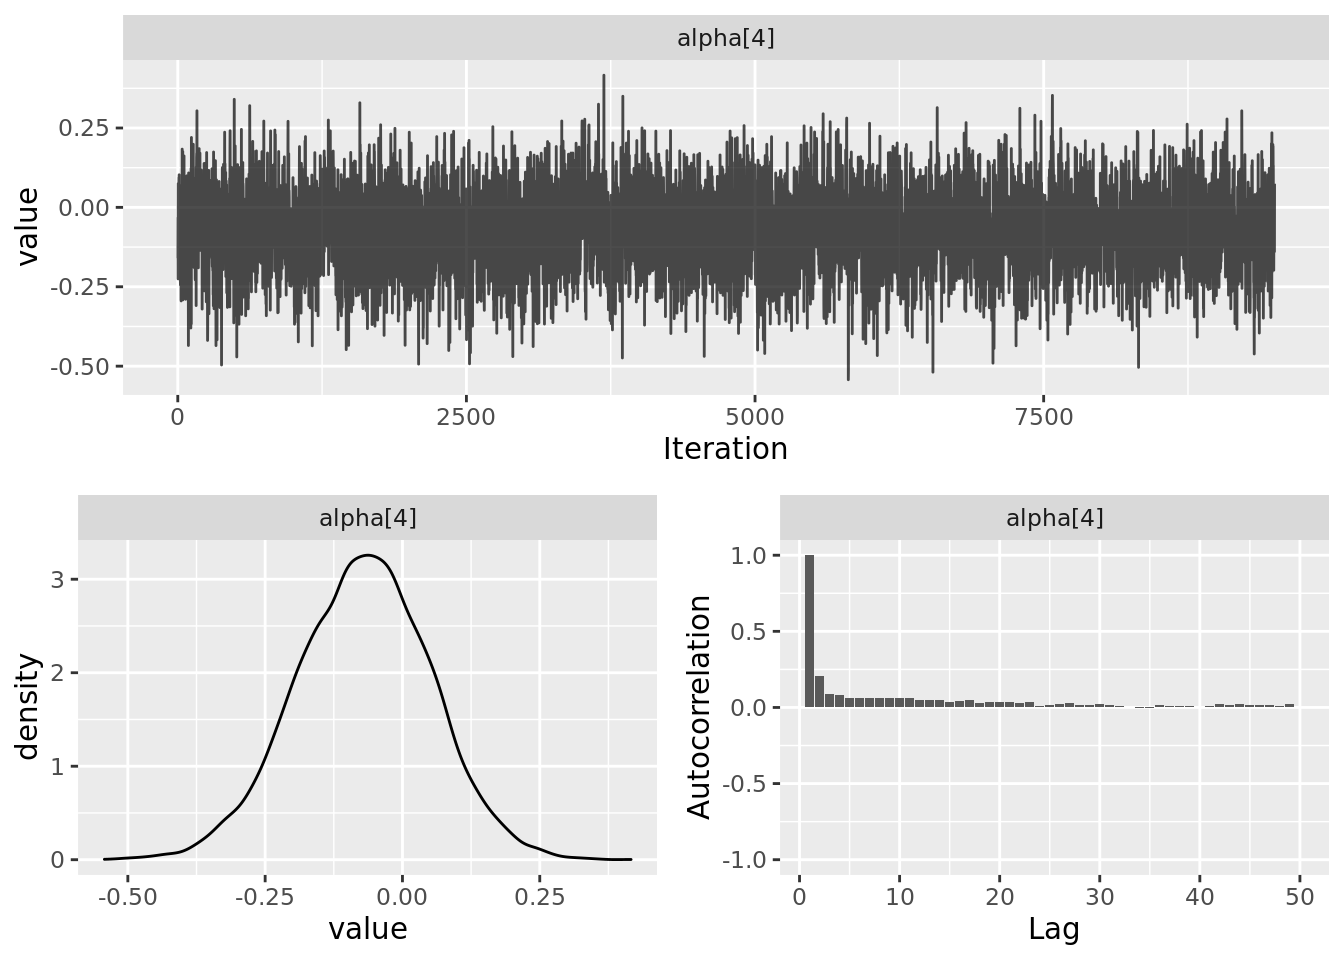 alpha[4]
value
0.25
0.00
-0.25
-0.50
0 2500 5000 7500
Iteration
alpha[4]
density
3
2
1
0
-0.50 -0.25 0.00 0.25
value
alpha[4]
Autocorrelation
1.0
0.5
0.0
-0.5
-1.0
0 10 20 30 40 50
Lag